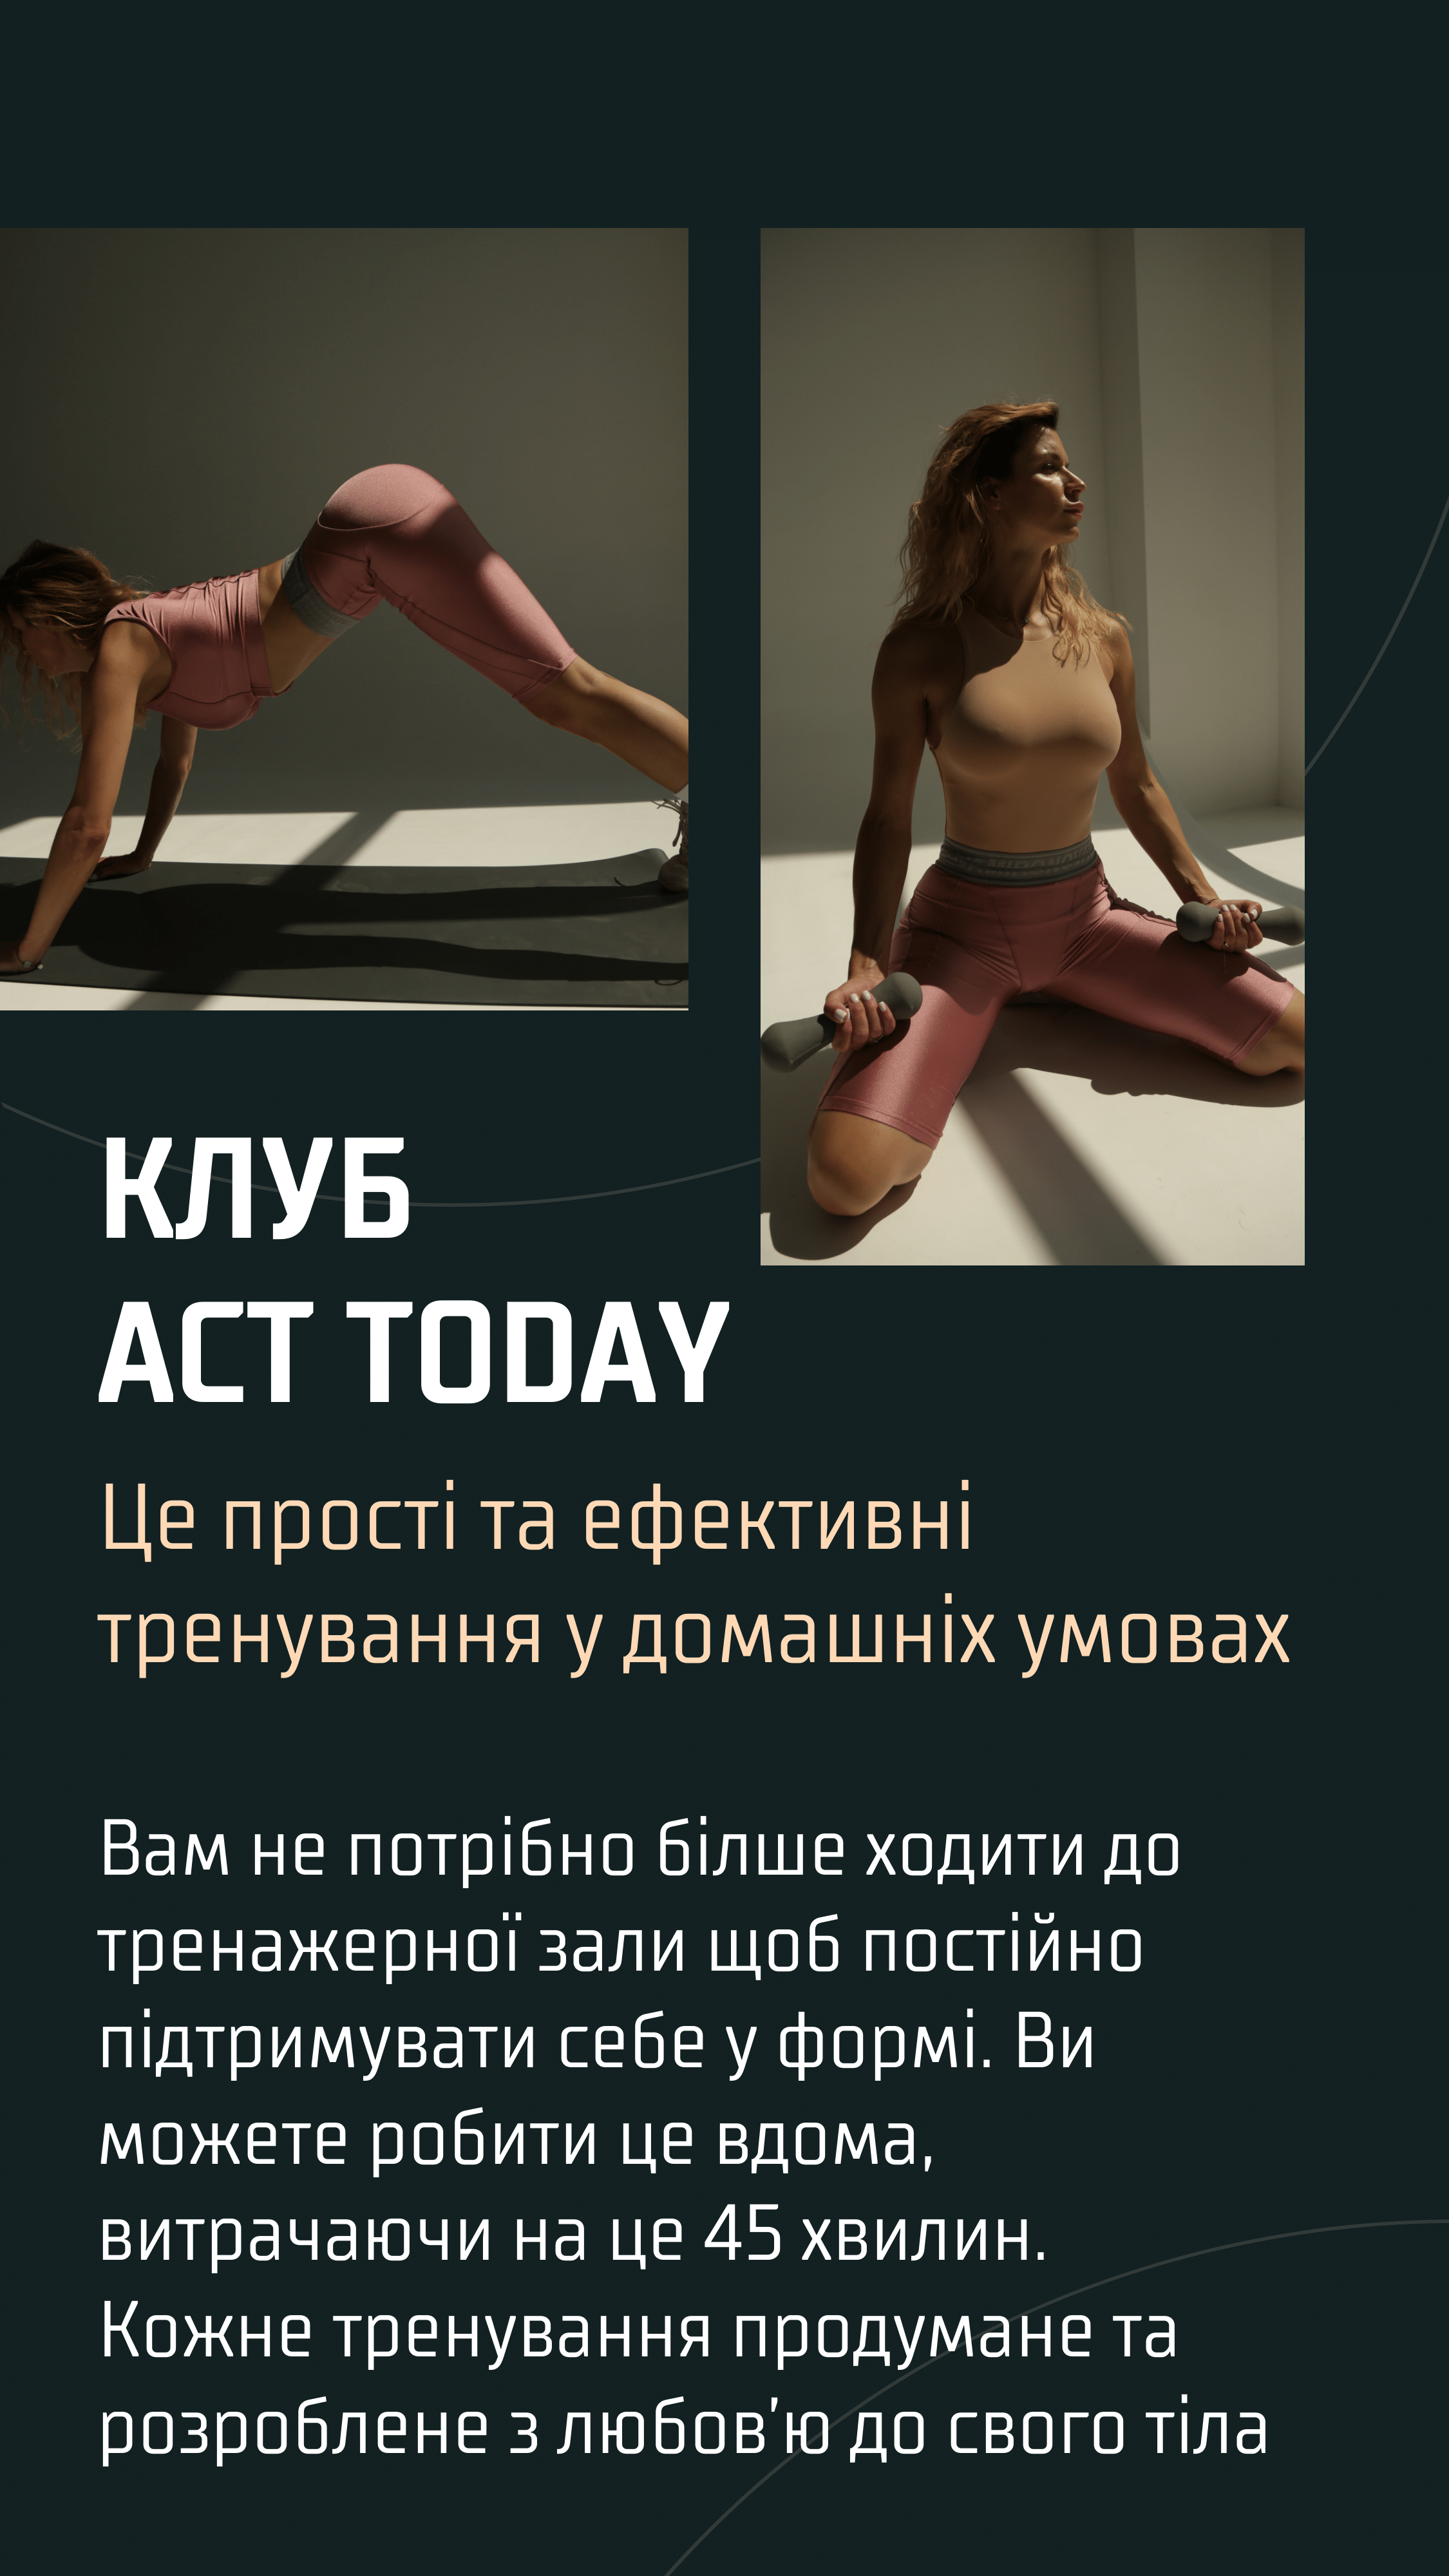 КЛУБ
ACT TODAY
Це прості та ефективні
тренування у домашніх умовах
Вам не потрібно білше ходити до
тренажерної зали щоб постійно
підтримувати себе у формі. Ви
можете робити це вдома,
витрачаючи на це 45 хвилин.
Кожне тренування продумане та
розроблене з любов'ю до свого тіла